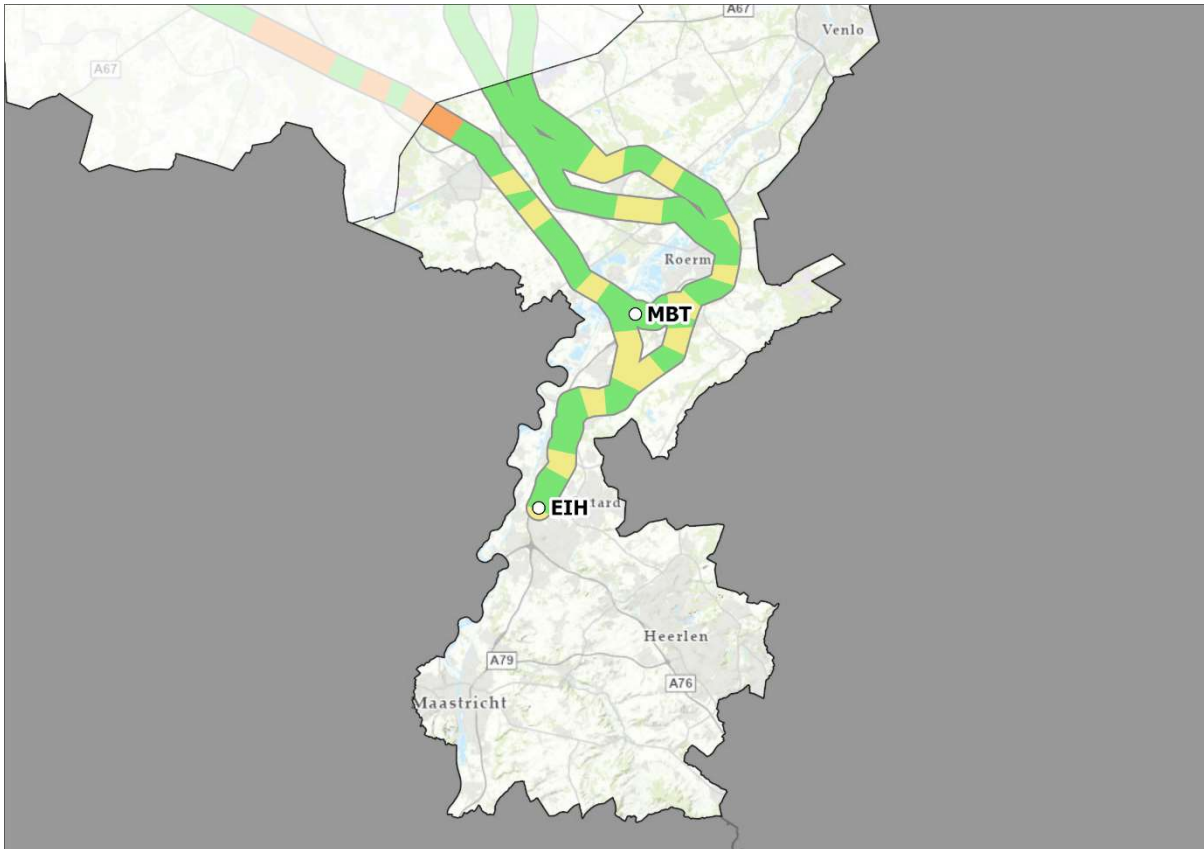 A67
Venlo
A67
Roerm
MBT
EIH
tard
Heerlen
A79
A76
Maastricht